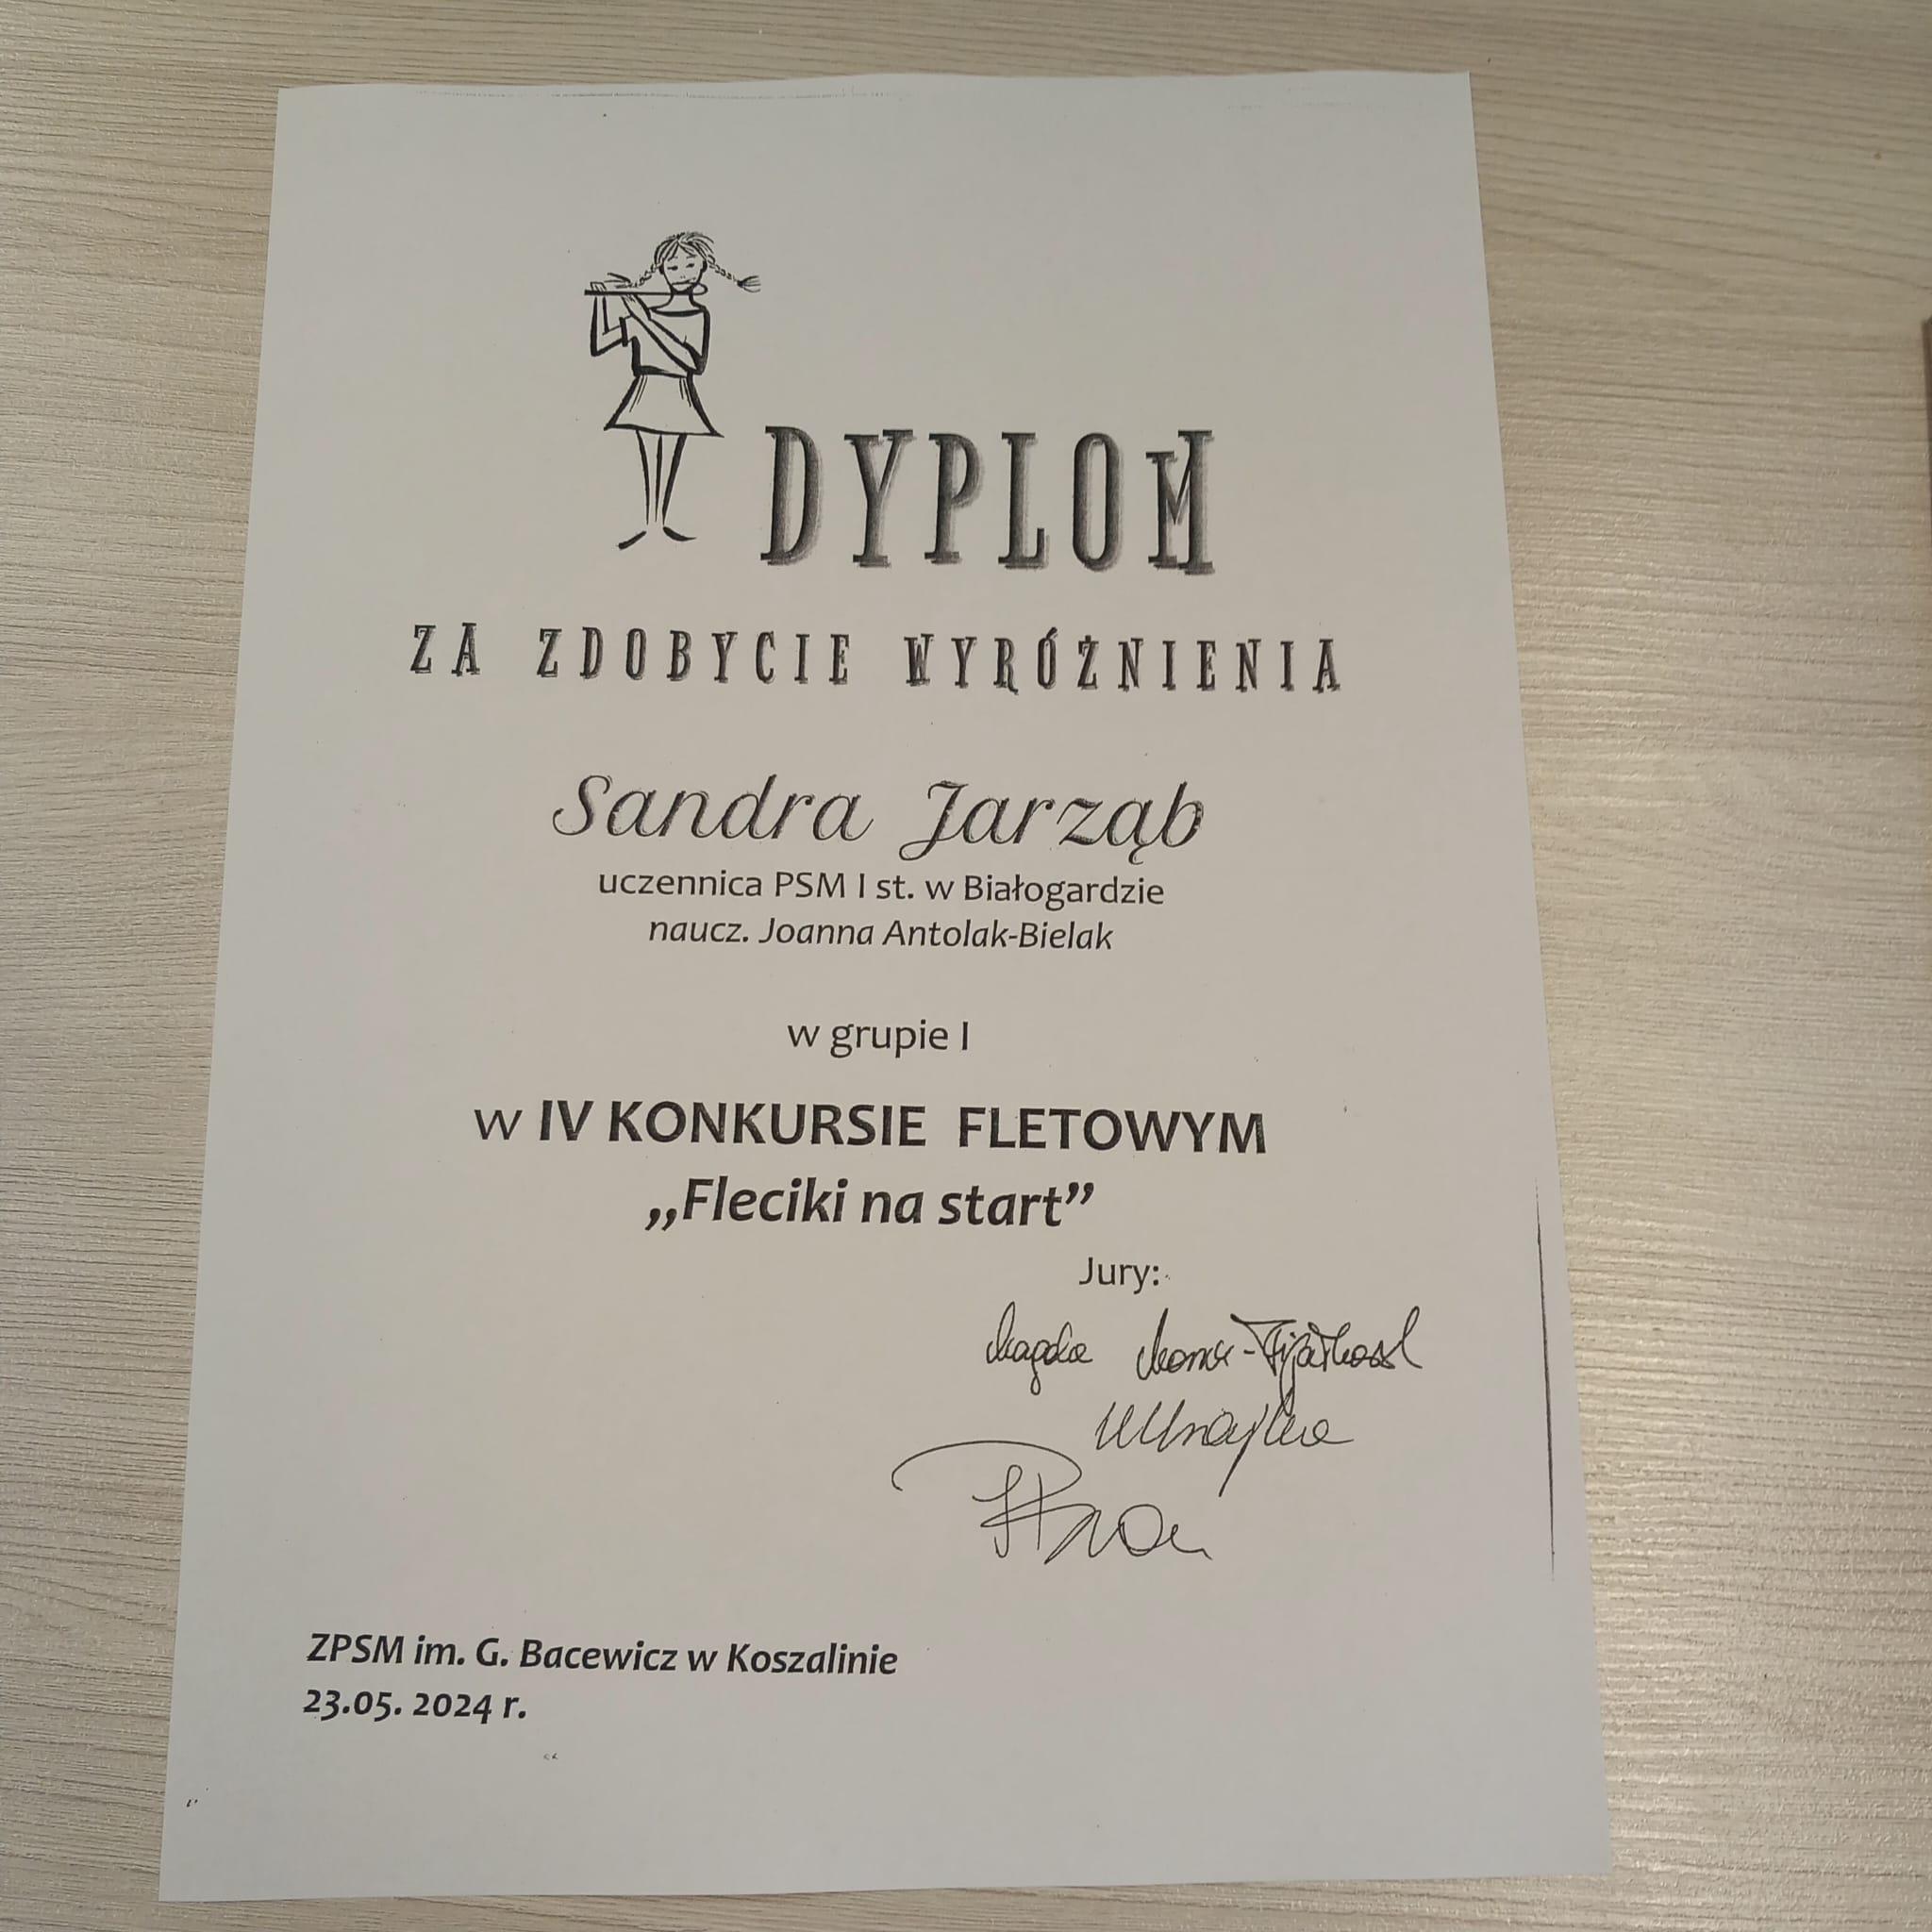 DYPLOM
ZA ZDOBYCIE WYRÓŻNIENIA
Sandra Jarząb
uczennica PSM I st. w Białogardzie
naucz. Joanna Antolak-Bielak
w grupie I
w IV KONKURSIE FLETOWYM
„Fleciki na start”
Jury:
ZPSM im. G. Bacewicz w Koszalinie
23.05. 2024 r.